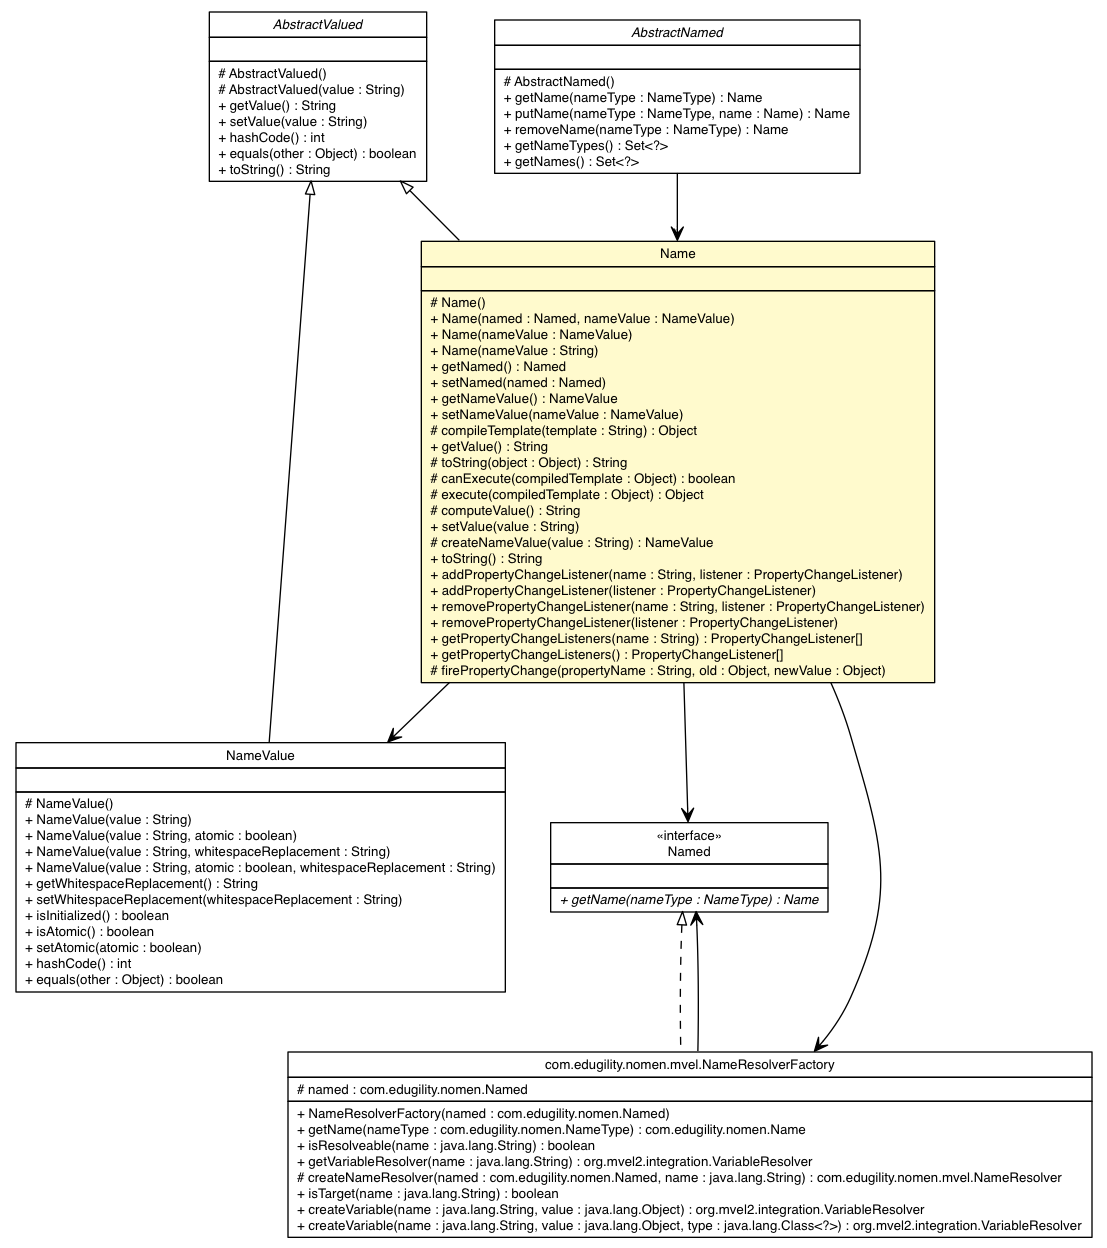 AbstractValued
# AbstractValued()
# AbstractValued(value : String)
+ getValue() : String
+ setValue(value : String)
+ hashCode() : int
+ equals(other : Object) : boolean
+ toString() : String
AbstractNamed
# AbstractNamed()
+ getName(nameType : NameType) : Name
+ putName(nameType : NameType, name : Name) : Name
+ removeName(nameType : NameType) : Name
+ getNameTypes() : Set<?>
+ getNames() : Set<?>
Name
# Name()
+ Name(named : Named, nameValue : NameValue)
+ Name(nameValue : NameValue)
+ Name(nameValue : String)
+ getNamed() : Named
+ setNamed(named : Named)
+ getNameValue() : NameValue
+ setNameValue(nameValue : NameValue)
# compileTemplate(template : String) : Object
+ getValue() : String
# toString(object : Object) : String
# canExecute(compiledTemplate : Object) : boolean
# execute(compiledTemplate : Object) : Object
# computeValue() : String
+ setValue(value : String)
# createNameValue(value : String) : NameValue
+ toString() : String
+ addPropertyChangeListener(name : String, listener : PropertyChangeListener)
+ addPropertyChangeListener(listener : PropertyChangeListener)
+ removePropertyChangeListener(name : String, listener : PropertyChangeListener)
+ removePropertyChangeListener(listener : PropertyChangeListener)
+ getPropertyChangeListeners(name : String) : PropertyChangeListener[]
+ getPropertyChangeListeners() : PropertyChangeListener[]
# firePropertyChange(propertyName : String, old : Object, newValue : Object)
NameValue
# NameValue()
+ NameValue(value : String)
+ NameValue(value : String, atomic : boolean)
+ NameValue(value : String, whitespaceReplacement : String)
+ NameValue(value : String, atomic : boolean, whitespaceReplacement : String)
+ getWhitespaceReplacement() : String
+ setWhitespaceReplacement(whitespaceReplacement : String)
+ isInitialized() : boolean
+ isAtomic() : boolean
+ setAtomic(atomic : boolean)
+ hashCode() : int
+ equals(other : Object) : boolean
«interface»
Named
+ getName(nameType : NameType) : Name
com.edugility.nomen.mvel.NameResolverFactory
# named : com.edugility.nomen.Named
+ NameResolverFactory(named : com.edugility.nomen.Named)
+ getName(nameType : com.edugility.nomen.NameType) : com.edugility.nomen.Name
+ isResolveable(name : java.lang.String) : boolean
+ getVariableResolver(name : java.lang.String) : org.mvel2.integration.VariableResolver
# createNameResolver(named : com.edugility.nomen.Named, name : java.lang.String) : com.edugility.nomen.mvel.NameResolver
+ isTarget(name : java.lang.String) : boolean
+ createVariable(name : java.lang.String, value : java.lang.Object) : org.mvel2.integration.VariableResolver
+ createVariable(name : java.lang.String, value : java.lang.Object, type : java.lang.Class<?>) : org.mvel2.integration.VariableResolver